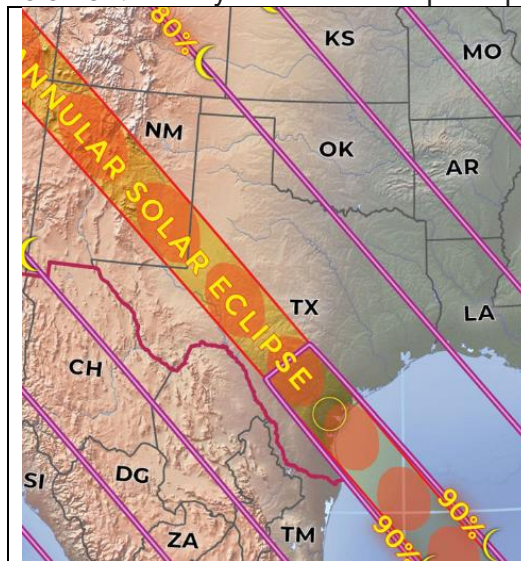 80%
KS
MO
NM
OK
AR
ANNULAR SOLAR ECLIPSE
TX
LA
CH
SI
DG
ZA
TM
90%
90%